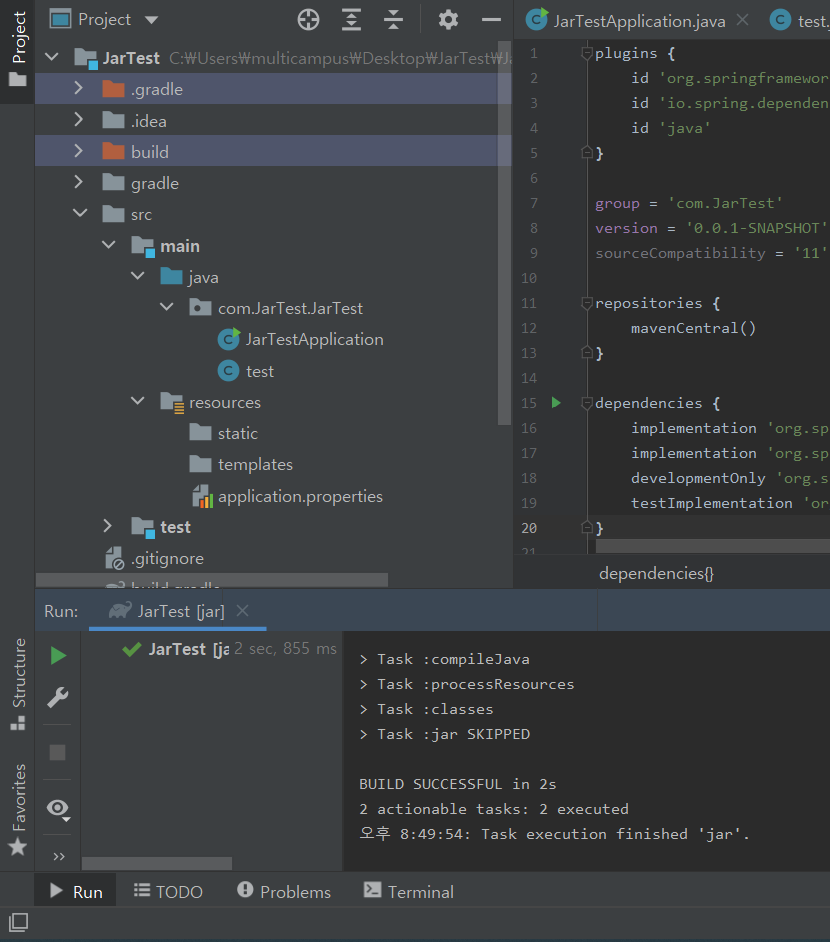 Project
Project
JarTestApplication.java
test.
JarTest C:₩Users₩multicampus₩Desktop₩JarTest₩Ja
.gradle
.idea
build
gradle
src
main
java
com.JarTest.JarTest
JarTestApplication
test
resources
static
templates
application.properties
test
.gitignore
build.gradle
1 plugins {
2 id 'org.springframewor
3 id 'io.spring.dependen
4 id 'java'
5 }
6
7 group = 'com.JarTest'
8 version = '0.0.1-SNAPSHOT'
9 sourceCompatibility = '11'
10
11 repositories {
12 mavenCentral()
13 }
14
15 dependencies {
16 implementation 'org.sp
17 implementation 'org.sp
18 developmentOnly 'org.s
19 testImplementation 'or
20 }
21
dependencies{}
Run: JarTest [jar]
JarTest [ja 2 sec, 855 ms
> Task :compileJava
> Task :processResources
> Task :classes
> Task :jar SKIPPED
BUILD SUCCESSFUL in 2s
2 actionable tasks: 2 executed
오후 8:49:54: Task execution finished 'jar'.
Structure
Favorites
Run TODO Problems Terminal